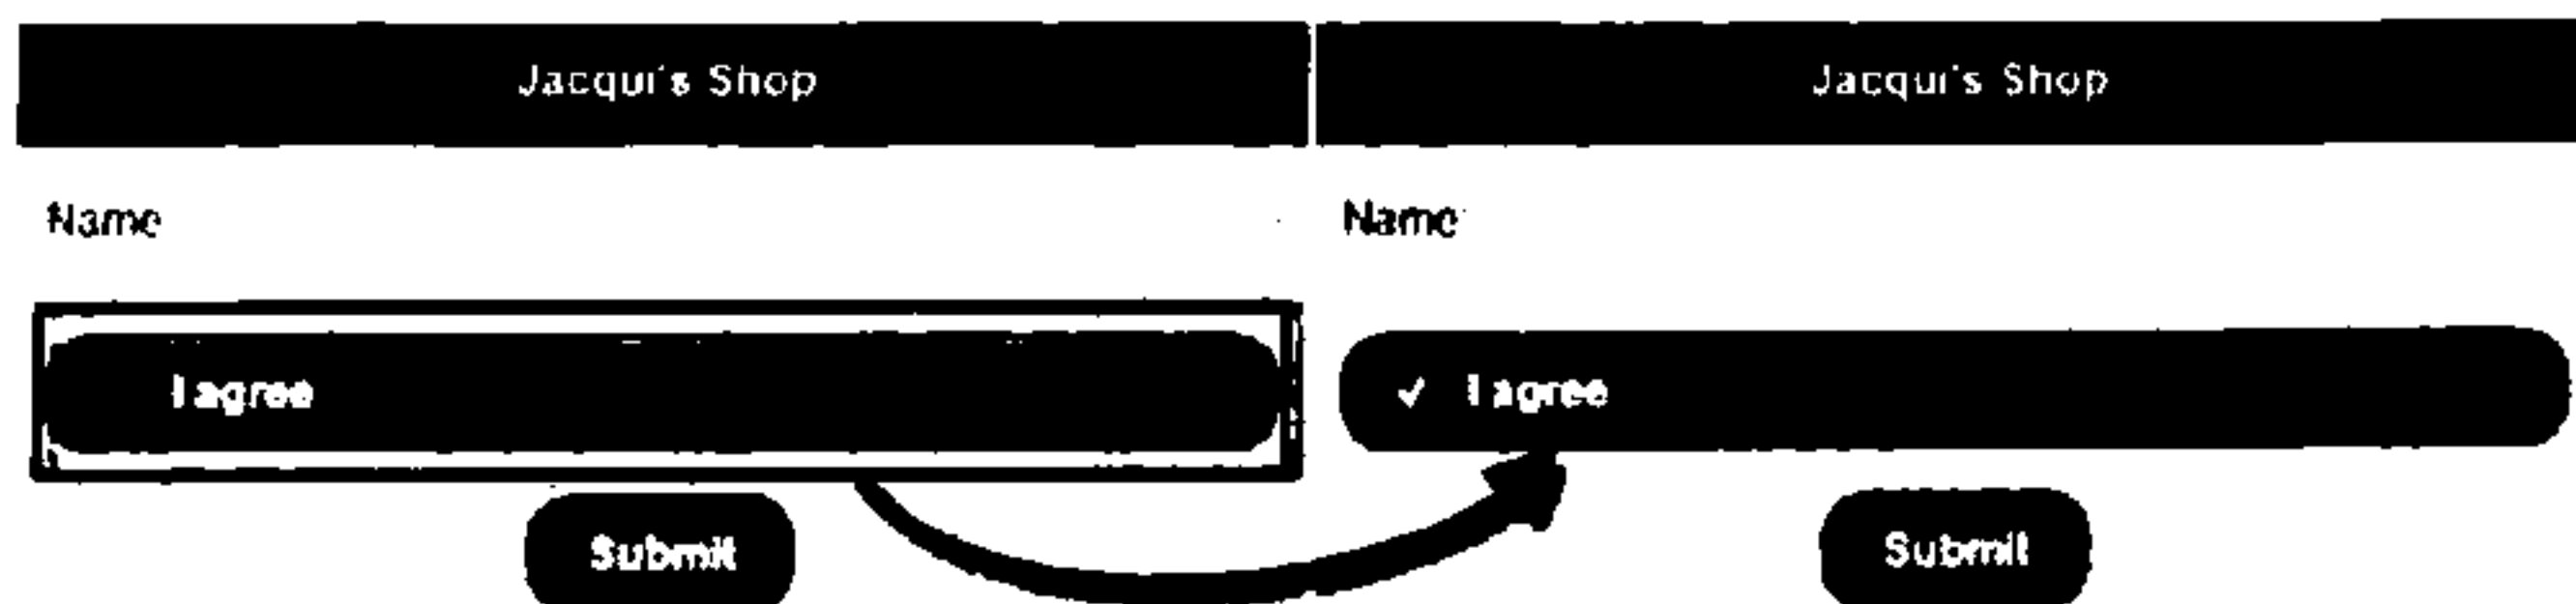 Jacqui's Shop
Name
I agree
Submit
Jacqui's Shop
Name
✓ I agree
Submit